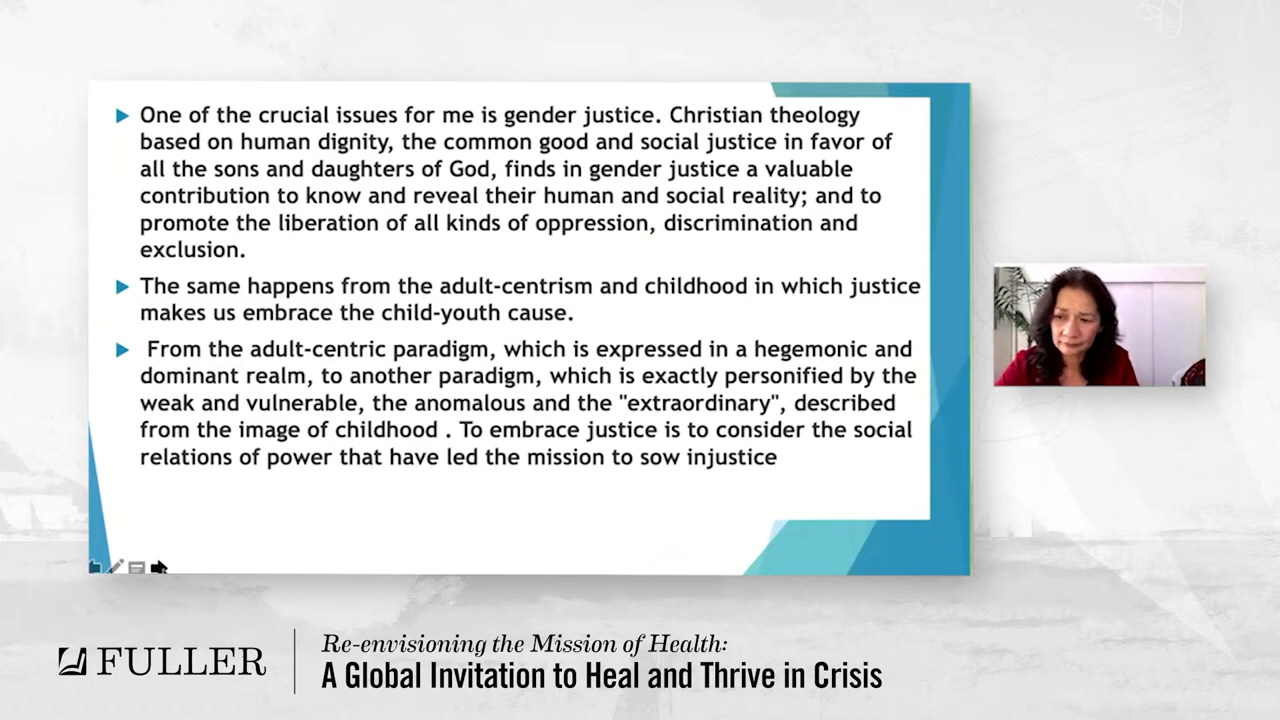 One of the crucial issues for me is gender justice. Christian theology
based on human dignity, the common good and social justice in favor of
all the sons and daughters of God, finds in gender justice a valuable
contribution to know and reveal their human and social reality; and to
promote the liberation of all kinds of oppression, discrimination and
exclusion.
The same happens from the adult-centrism and childhood in which justice
makes us embrace the child-youth cause.
From the adult-centric paradigm, which is expressed in a hegemonic and
dominant realm, to another paradigm, which is exactly personified by the
weak and vulnerable, the anomalous and the "extraordinary", described
from the image of childhood . To embrace justice is to consider the social
relations of power that have led the mission to sow injustice
FULLER
Re-envisioning the Mission of Health:
A Global Invitation to Heal and Thrive in Crisis